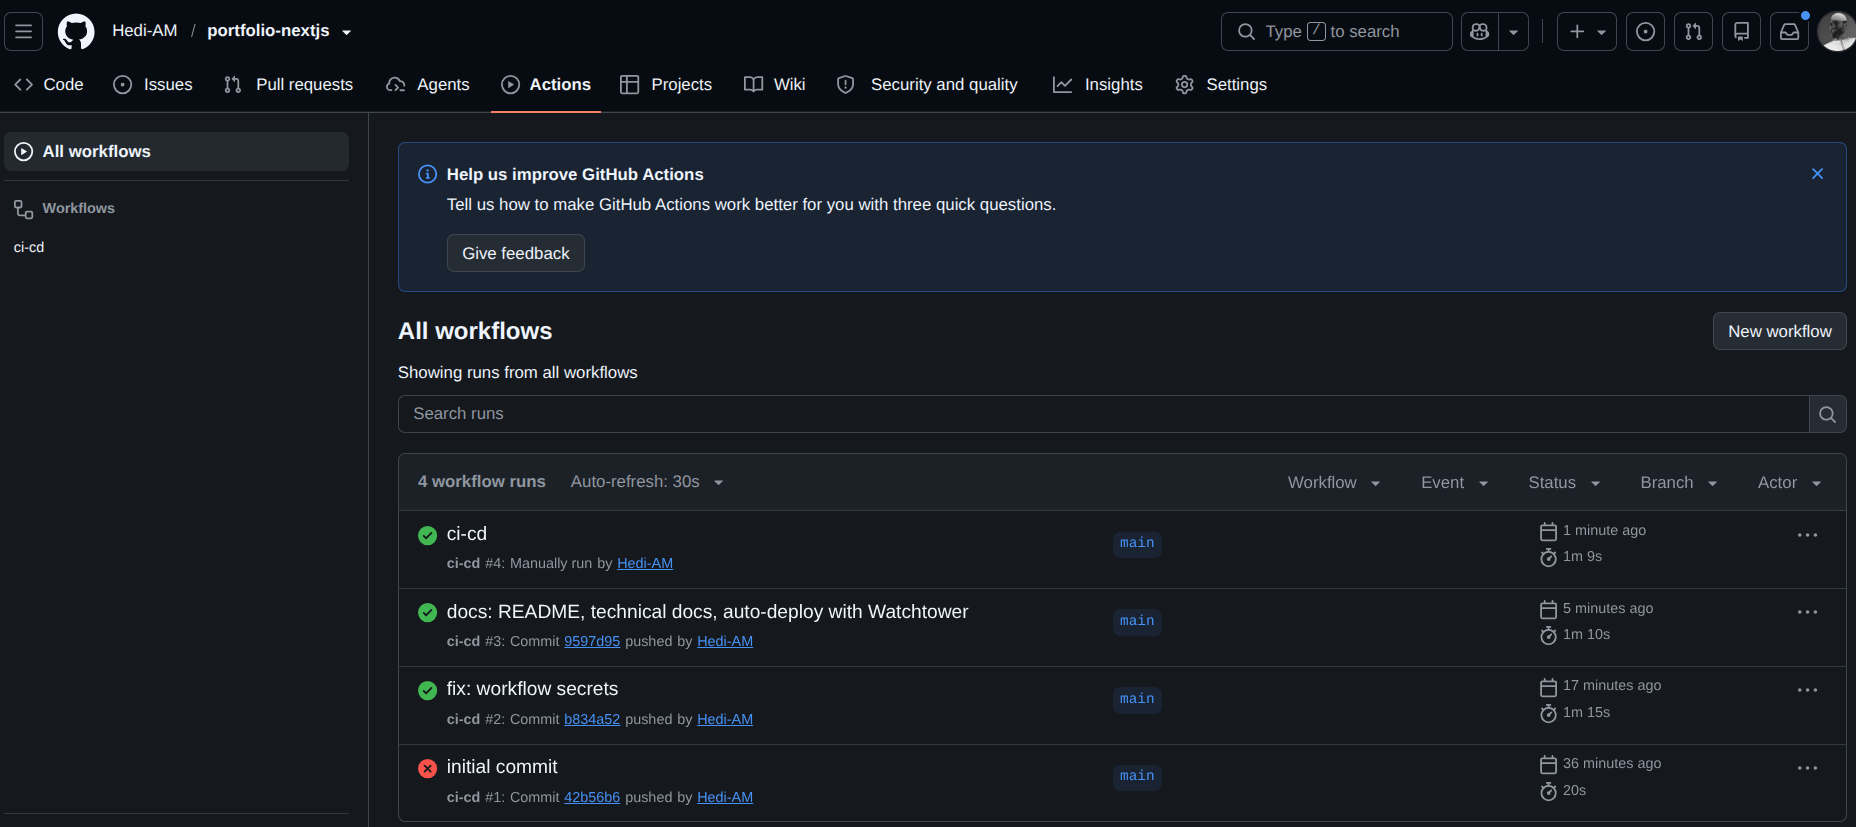 Hedi-AM / portfolio-nextjs
Type / to search
Code Issues Pull requests Agents Actions Projects Wiki Security and quality Insights Settings
All workflows
Workflows
ci-cd
Help us improve GitHub Actions
Tell us how to make GitHub Actions work better for you with three quick questions.
Give feedback
All workflows
New workflow
Showing runs from all workflows
Search runs
4 workflow runs Auto-refresh: 30s Workflow Event Status Branch Actor
ci-cd
ci-cd #4: Manually run by Hedi-AM
main
1 minute ago
1m 9s
docs: README, technical docs, auto-deploy with Watchtower
ci-cd #3: Commit 9597d95 pushed by Hedi-AM
main
5 minutes ago
1m 10s
fix: workflow secrets
ci-cd #2: Commit b834a52 pushed by Hedi-AM
main
17 minutes ago
1m 15s
initial commit
ci-cd #1: Commit 42b56b6 pushed by Hedi-AM
main
36 minutes ago
20s